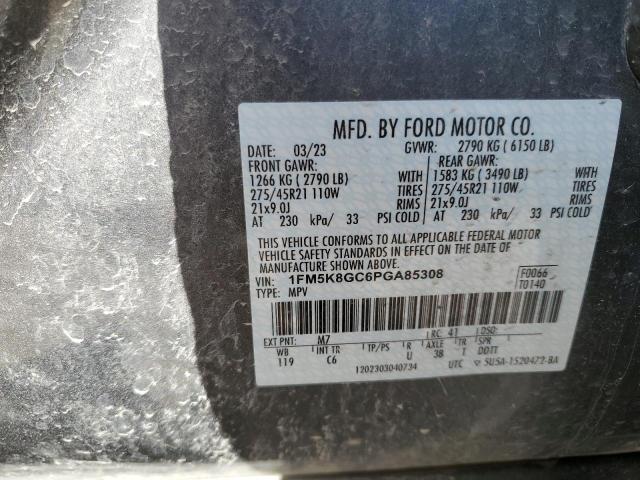 MFD. BY FORD MOTOR CO.
DATE: 03/23 GVWR: 2790 KG (6150 LB)
FRONT GAWR: REAR GAWR:
1266 KG (2790 LB) WITH 1583 KG (3490 LB) WITH
275/45R21 110W TIRES 275/45R21 110W TIRES
21x9.0J RIMS 21x9.0J RIMS
AT 230 kPa/ 33 PSI COLD AT 230 kPa/ 33 PSI COLD
THIS VEHICLE CONFORMS TO ALL APPLICABLE FEDERAL MOTOR
VEHICLE SAFETY STANDARDS IN EFFECT ON THE DATE OF
MANUFACTURE SHOWN ABOVE.
VIN: 1FM5K8GC6PGA85308 F0066
TYPE: MPV T0140
EXT PNT: M7 RC: 41 DSO:
WB INT TR TP/PS R AXLE TR SPR
119 C6 U 38 T DDTT
1202303040734 UTC 5U5A-1520472-BA